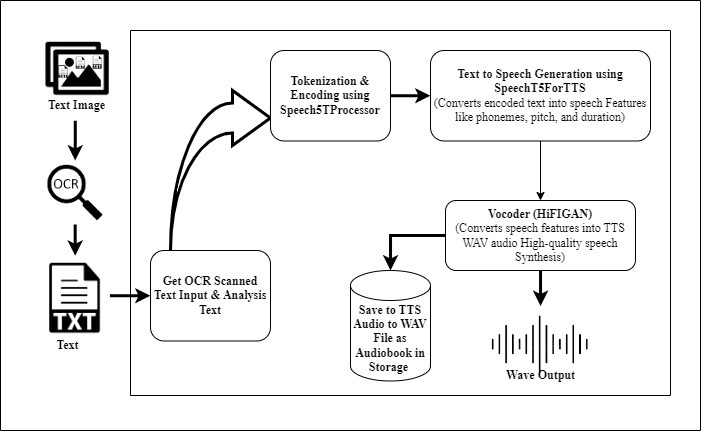 Text Image
OCR
TXT
Text
Get OCR Scanned
Text Input & Analysis
Text
Tokenization &
Encoding using
Speech5TProcessor
Text to Speech Generation using
SpeechT5ForTTS
(Converts encoded text into speech Features
like phonemes, pitch, and duration)
Vocoder (HiFIGAN)
(Converts speech features into TTS
WAV audio High-quality speech
Synthesis)
Save to TTS
Audio to WAV
File as
Audiobook in
Storage
Wave Output